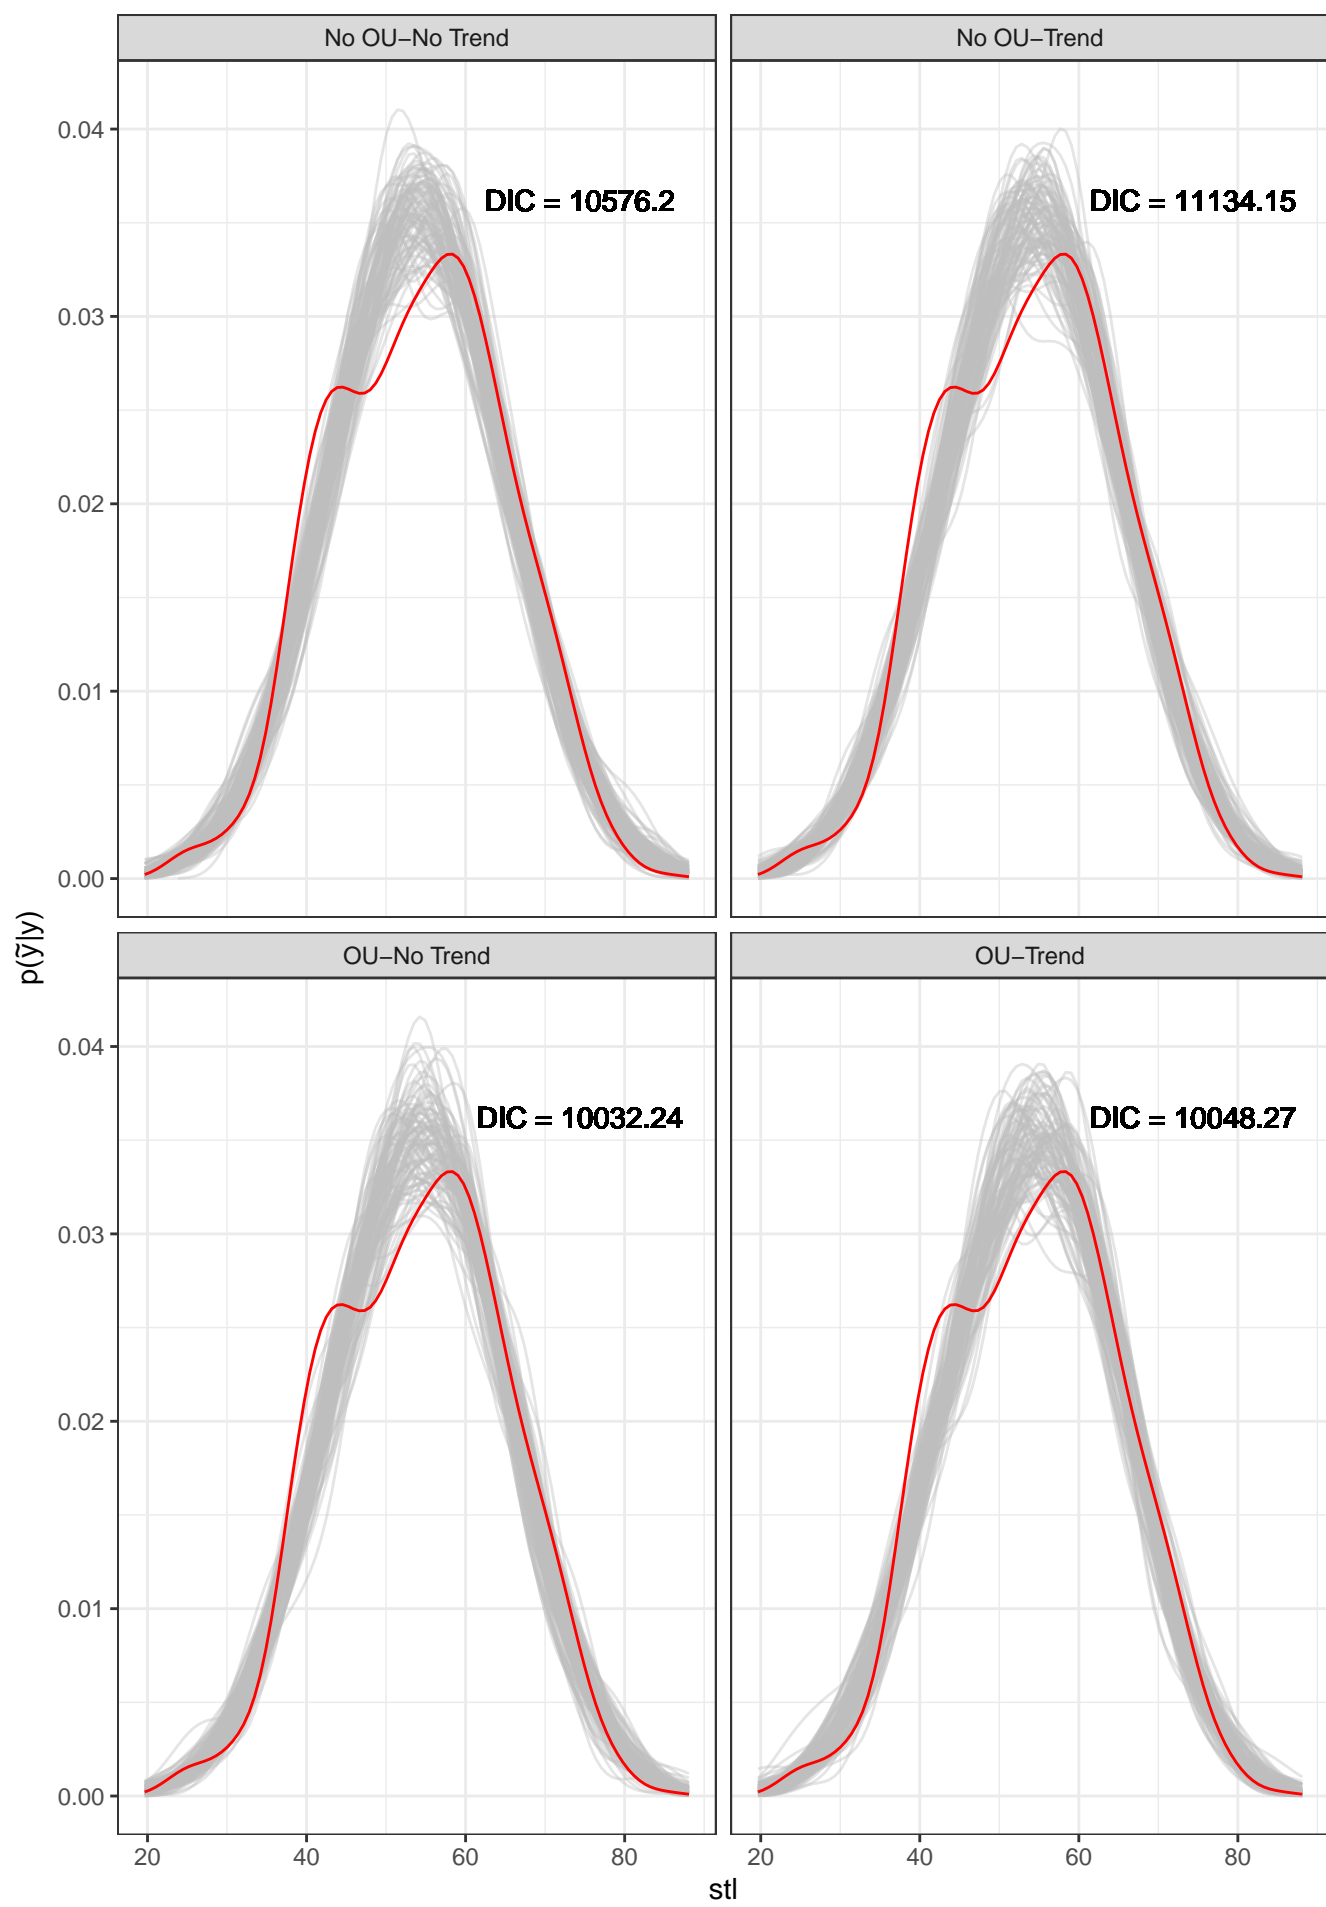 No OU−No Trend
No OU−Trend
DIC = 10576.2
DIC = 11134.15
0.04
0.03
0.02
0.01
0.00
p(ỹ|y)
OU−No Trend
OU−Trend
DIC = 10032.24
DIC = 10048.27
0.04
0.03
0.02
0.01
0.00
20 40 60 80 20 40 60 80
stl